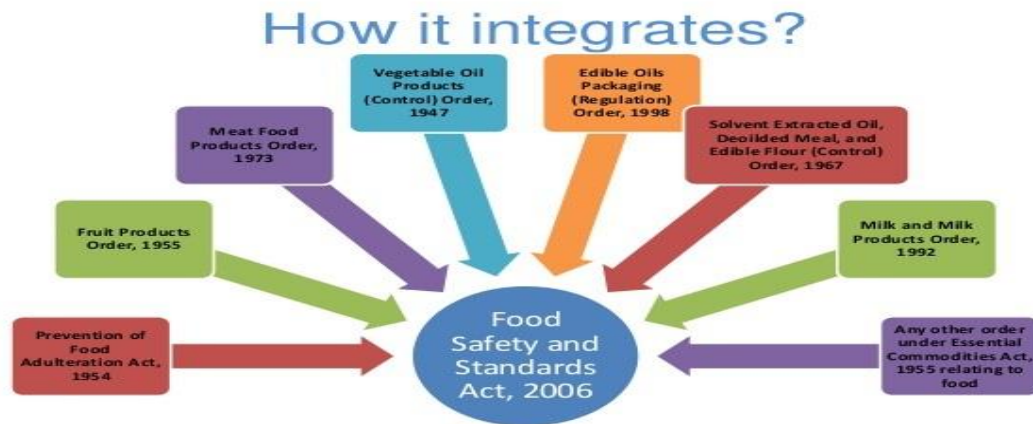 How it integrates?
Vegetable Oil
Products
(Control) Order,
1947
Edible Oils
Packaging
(Regulation)
Order, 1998
Meat Food
Products Order,
1973
Solvent Extracted Oil,
Deoilded Meal, and
Edible Flour (Control)
Order, 1967
Fruit Products
Order, 1955
Milk and Milk
Products Order,
1992
Prevention of
Food
Adulteration Act,
1954
Food
Safety and
Standards
Act, 2006
Any other order
under Essential
Commodities Act,
1955 relating to
food